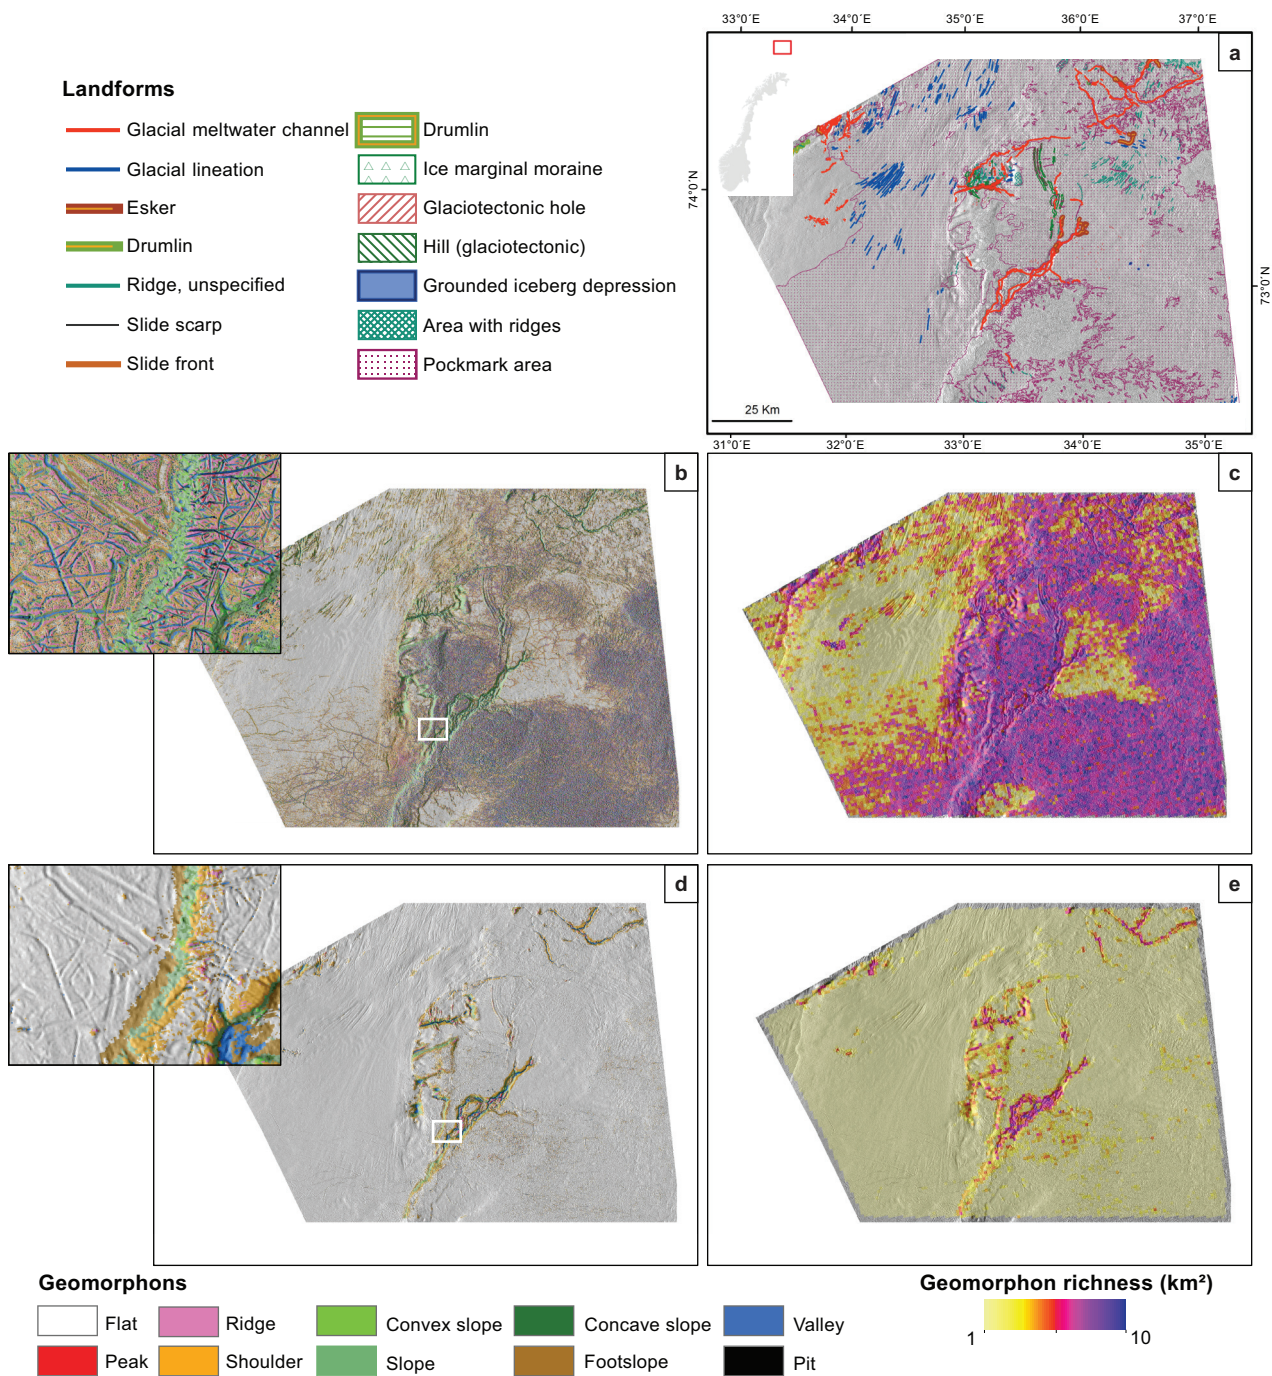 33°0´E 34°0´E 35°0´E 36°0´E 37°0´E
a
Landforms
Glacial meltwater channel
Glacial lineation
Esker
Drumlin
Ridge, unspecified
Slide scarp
Slide front
Drumlin
Ice marginal moraine
Glaciotectonic hole
Hill (glaciotectonic)
Grounded iceberg depression
Area with ridges
Pockmark area
74°0´N
73°0´N
25 Km
31°0´E 32°0´E 33°0´E 34°0´E 35°0´E
b
c
d
e
Geomorphons
Flat
Ridge
Convex slope
Concave slope
Valley
Peak
Shoulder
Slope
Footslope
Pit
Geomorphon richness (km²)
1
10